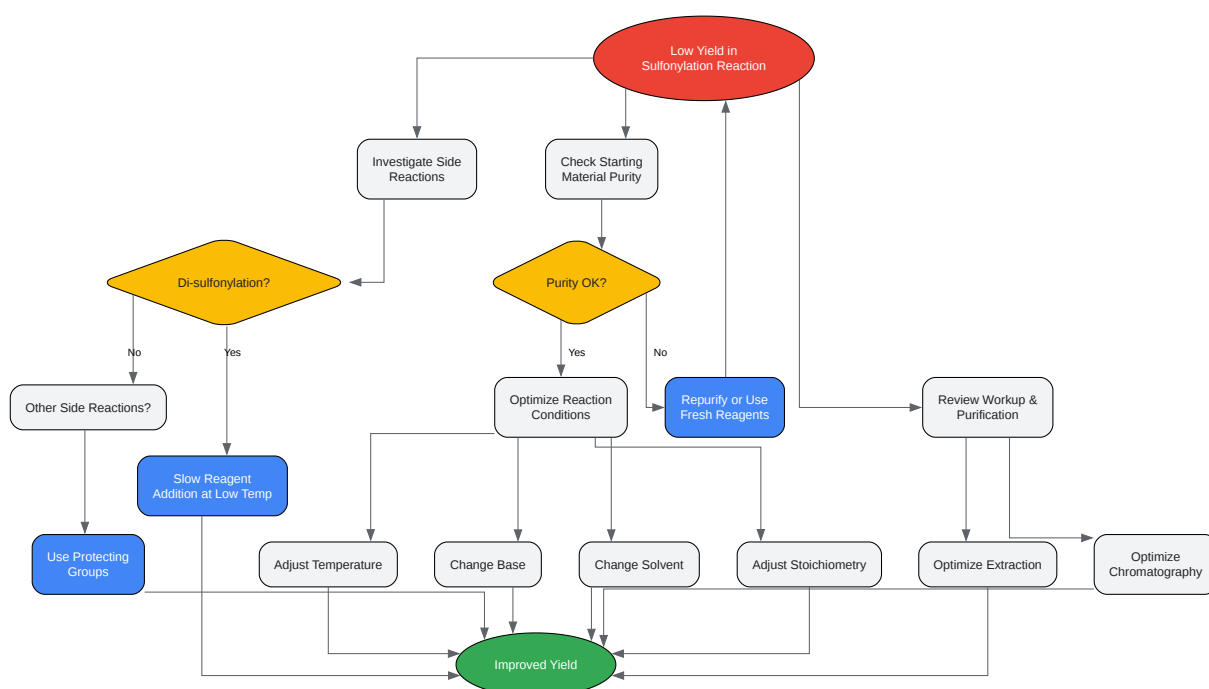 Low Yield in
Sulfonylation Reaction
Investigate Side
Reactions
Check Starting
Material Purity
Di-sulfonylation?
Purity OK?
No
Yes
Yes
No
Other Side Reactions?
Optimize Reaction
Conditions
Repurify or Use
Fresh Reagents
Review Workup &
Purification
Slow Reagent
Addition at Low Temp
Use Protecting
Groups
Adjust Temperature
Change Base
Change Solvent
Adjust Stoichiometry
Optimize Extraction
Optimize
Chromatography
Improved Yield